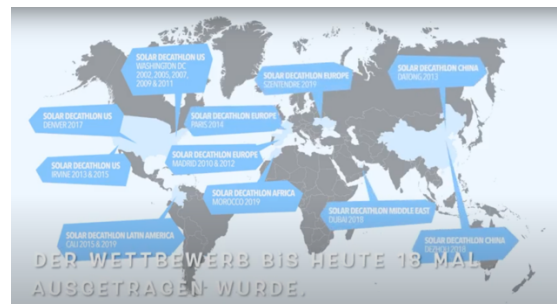 SOLAR DECATHLON US
WASHINGTON DC
2002, 2005, 2007,
2009 & 2011
SOLAR DECATHLON EUROPE
SZENTENDRE 2019
SOLAR DECATHLON CHINA
DATONG 2013
SOLAR DECATHLON US
DENVER 2017
SOLAR DECATHLON EUROPE
PARIS 2014
SOLAR DECATHLON US
IRVINE 2013 & 2015
SOLAR DECATHLON EUROPE
MADRID 2010 & 2012
SOLAR DECATHLON AFRICA
MOROCCO 2019
SOLAR DECATHLON MIDDLE EAST
DUBAI 2018
SOLAR DECATHLON LATIN AMERICA
CALI 2015 & 2019
SOLAR DECATHLON CHINA
DEZHOU 2018
DER WETTBEWERB BIS HEUTE 18 MAL
AUSGETRAGEN WURDE.